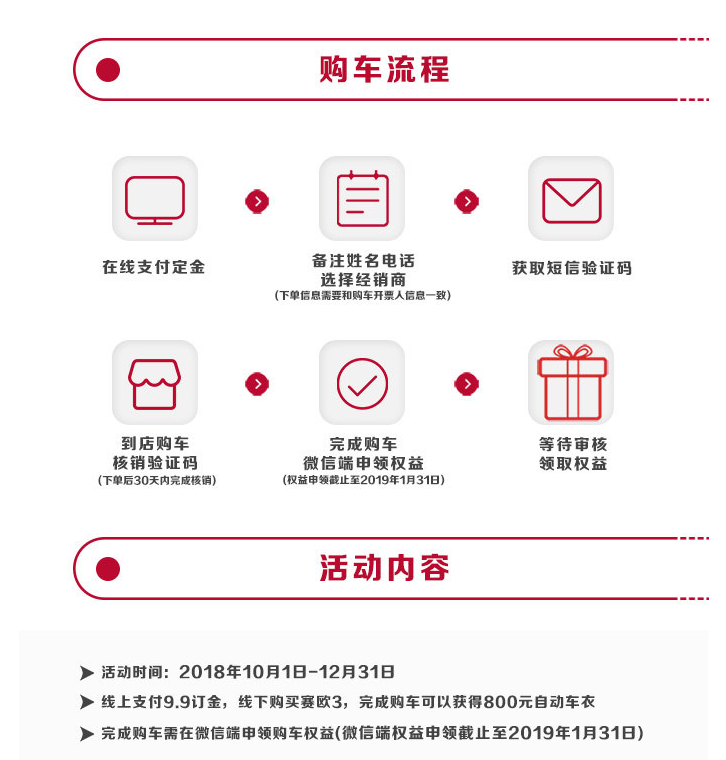 购车流程
在线支付定金
备注姓名电话
选择经销商
(下单信息需要和购车开票人信息一致)
获取短信验证码
到店购车
核销验证码
(下单后30天内完成核销)
完成购车
微信端申领权益
(权益申领截止至2019年1月31日)
等待审核
领取权益
活动内容
活动时间：2018年10月1日-12月31日
线上支付9.9订金，线下购买赛欧3，完成购车可以获得800元自动车衣
完成购车需在微信端申领购车权益(微信端权益申领截止至2019年1月31日)